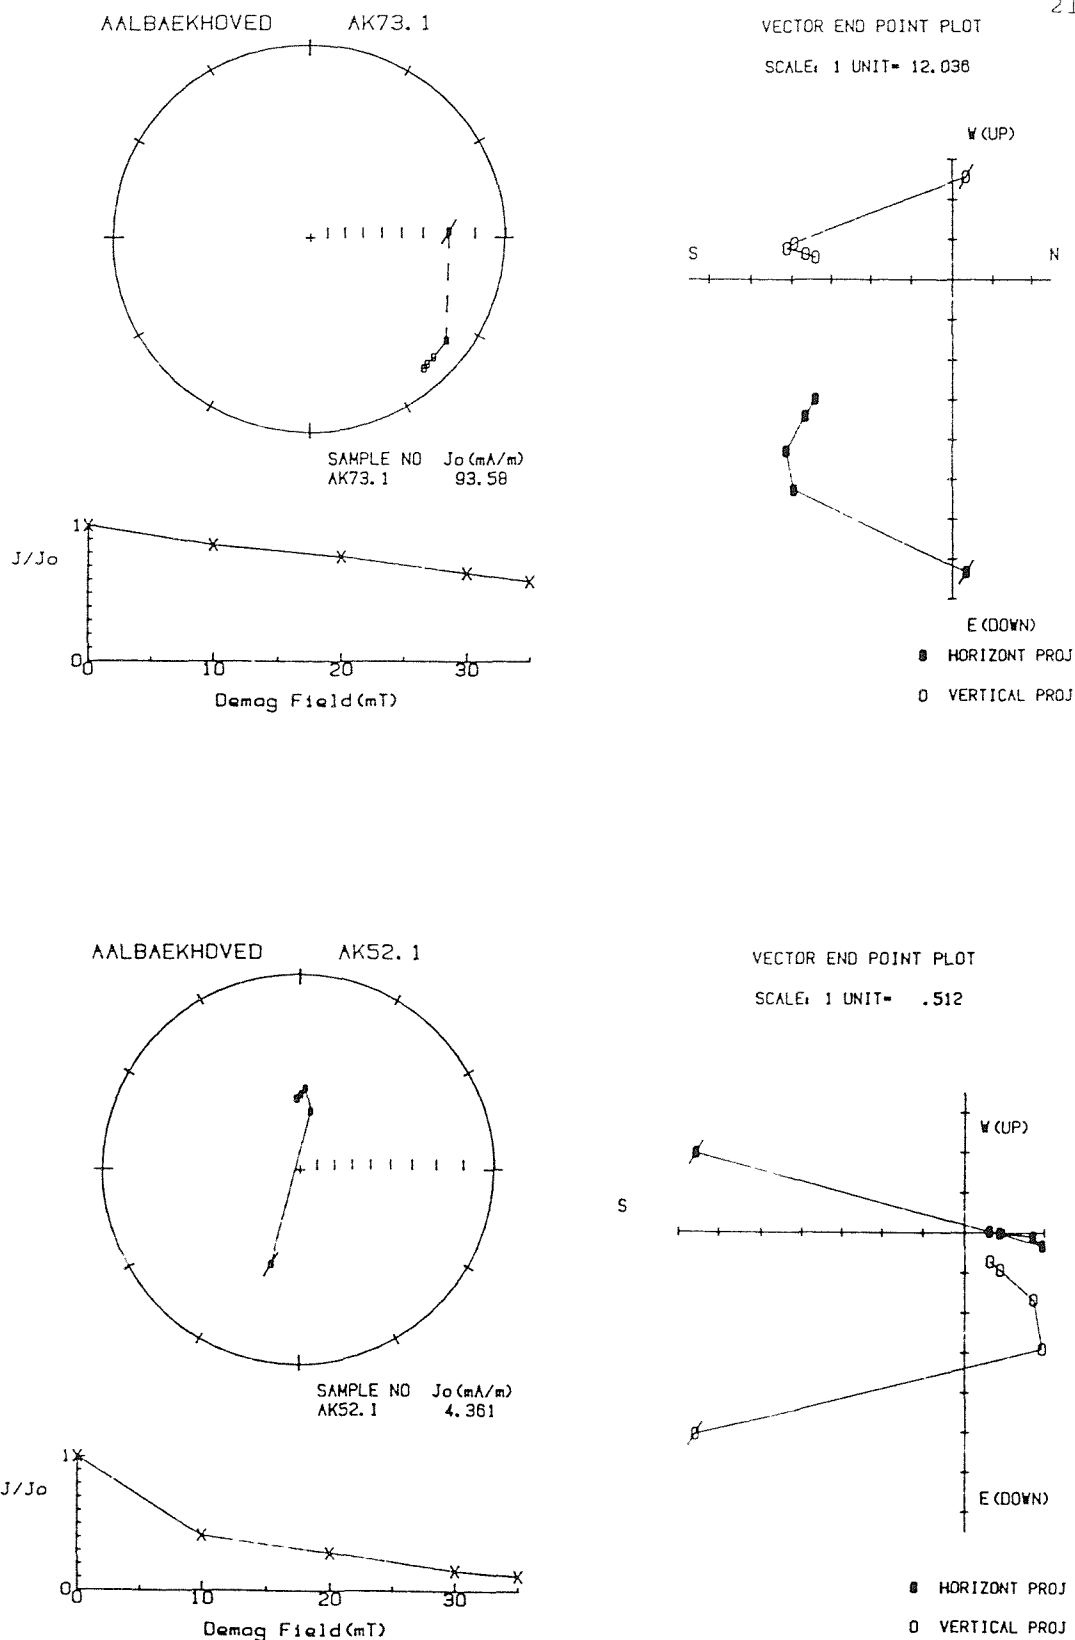 21
AALBAEKHOVED AK73.1
VECTOR END POINT PLOT
SCALE: 1 UNIT= 12.036
W(UP)
S N
SAMPLE NO Jo(mA/m)
AK73.1 93.58
1
J/Jo
0
0 10 20 30
Demag Field(mT)
E(DOWN)
HORIZONT PROJ
VERTICAL PROJ
AALBAEKHOVED AK52.1
VECTOR END POINT PLOT
SCALE: 1 UNIT= .512
W(UP)
S
SAMPLE NO Jo(mA/m)
AK52.1 4.361
1
J/Jo
0
0 10 20 30
Demag Field(mT)
E(DOWN)
HORIZONT PROJ
VERTICAL PROJ